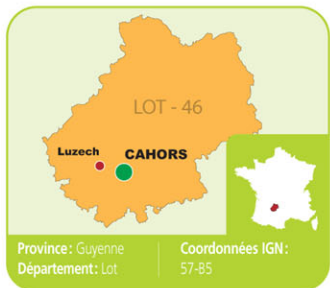 LOT - 46
Luzech CAHORS
Province: Guyenne
Département: Lot
Coordonnées IGN:
57-B5